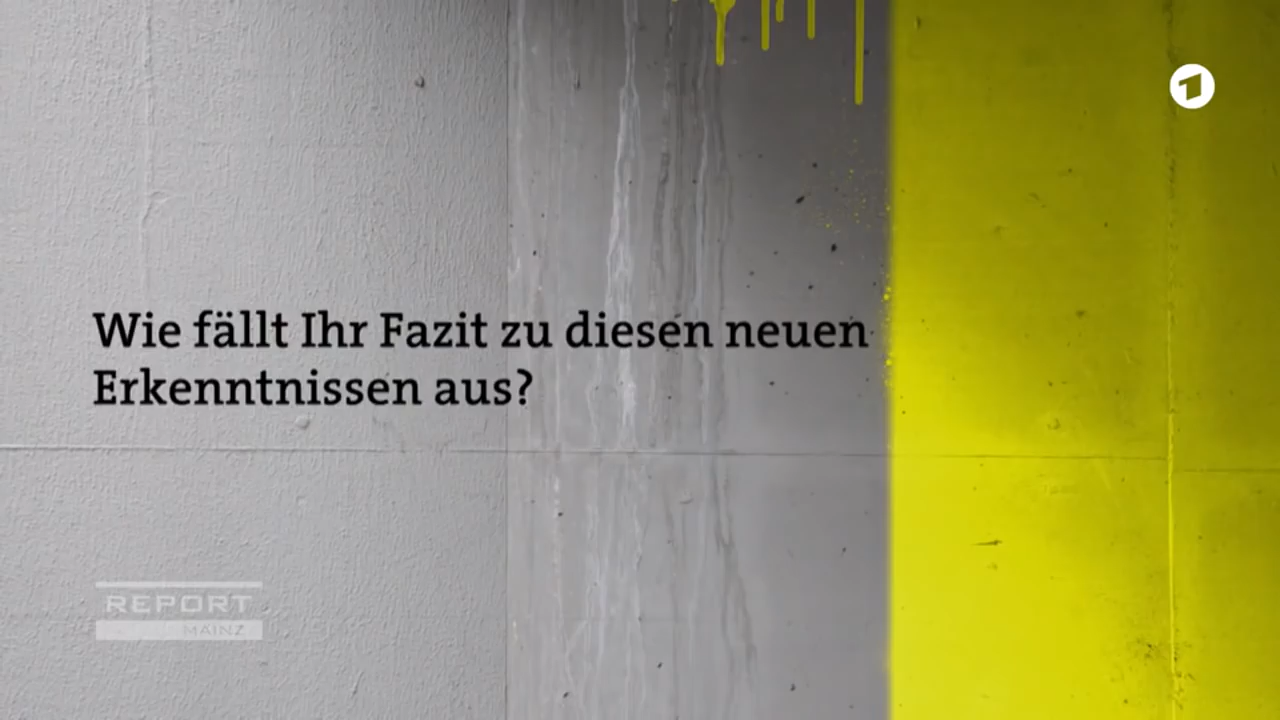 Wie fällt Ihr Fazit zu diesen neuen
Erkenntnissen aus?
REPORT
MAINZ